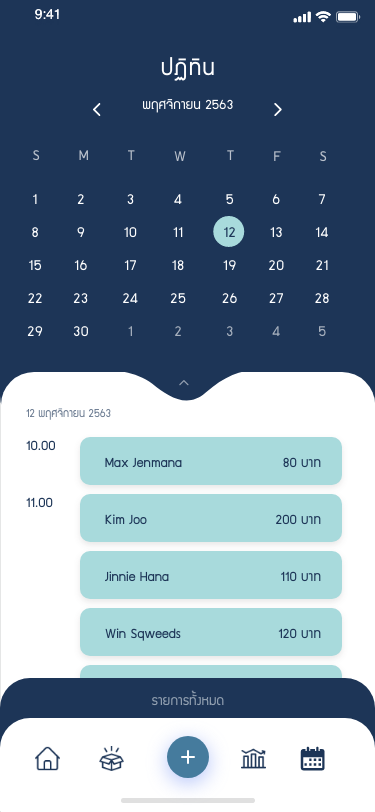 9:41
ปฏิทิน
พฤศจิกายน 2563
S M T W T F S
1 2 3 4 5 6 7
8 9 10 11 12 13 14
15 16 17 18 19 20 21
22 23 24 25 26 27 28
29 30 1 2 3 4 5
12 พฤศจิกายน 2563
10.00
Max Jenmana 80 บาท
11.00
Kim Joo 200 บาท
Jinnie Hana 110 บาท
Win Sqweeds 120 บาท
รายการทั้งหมด